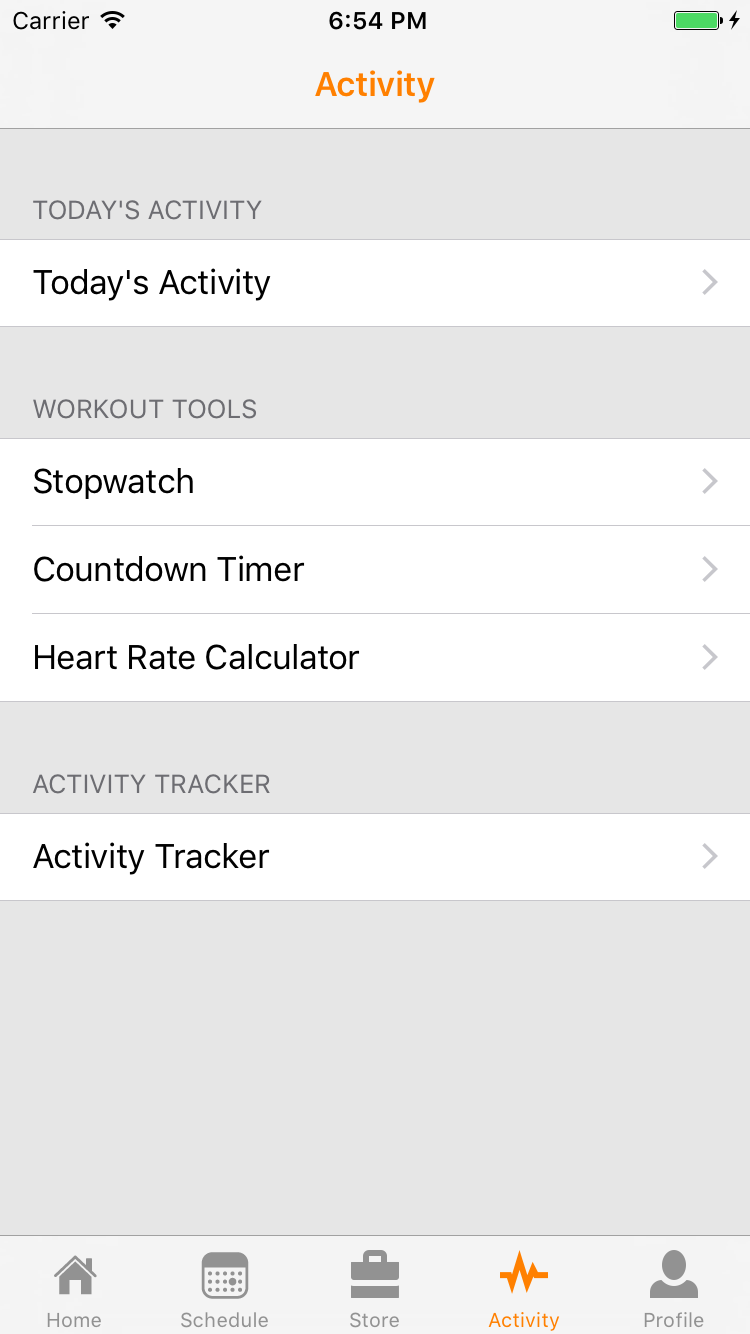 Carrier 6:54 PM
Activity
TODAY'S ACTIVITY
Today's Activity
WORKOUT TOOLS
Stopwatch
Countdown Timer
Heart Rate Calculator
ACTIVITY TRACKER
Activity Tracker
Home Schedule Store Activity Profile